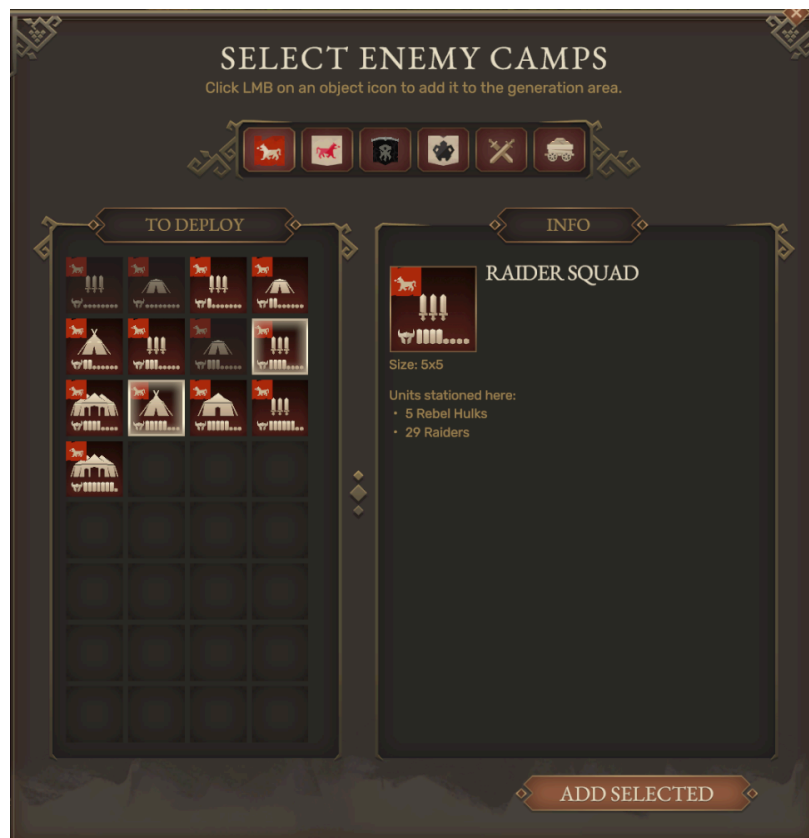 SELECT ENEMY CAMPS
Click LMB on an object icon to add it to the generation area.
TO DEPLOY
INFO
RAIDER SQUAD
Size: 5x5
Units stationed here:
• 5 Rebel Hulks
• 29 Raiders
ADD SELECTED